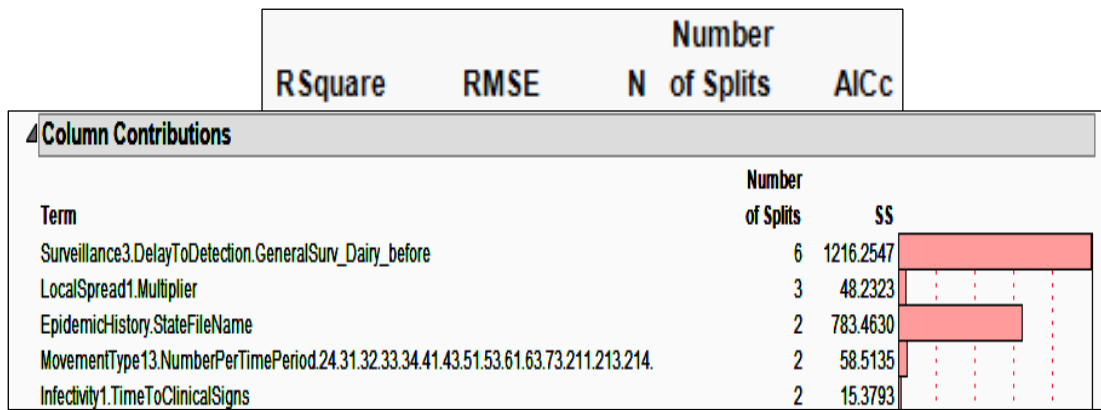 Number
RSquare RMSE N of Splits AICc
Column Contributions
Number
Term of Splits SS
Surveillance3.DelayToDetection.GeneralSurv_Dairy_before 6 1216.2547
LocalSpread1.Multiplier 3 48.2323
EpidemicHistory.StateFileName 2 783.4630
MovementType13.NumberPerTimePeriod.24.31.32.33.34.41.43.51.53.61.63.73.211.213.214. 2 58.5135
Infectivity1.TimeToClinicalSigns 2 15.3793